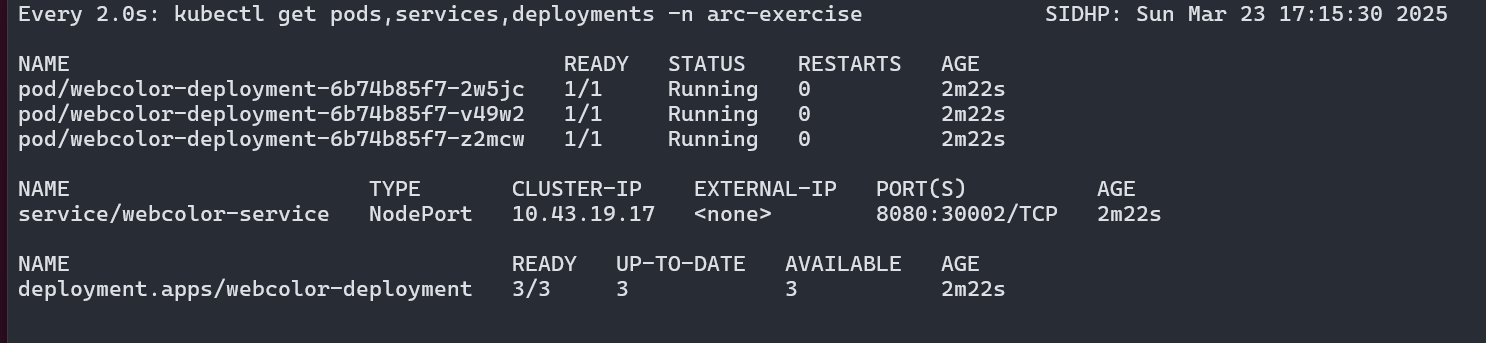 Every 2.0s: kubectl get pods,services,deployments -n arc-exercise SIDHP: Sun Mar 23 17:15:30 2025
NAME READY STATUS RESTARTS AGE
pod/webcolor-deployment-6b74b85f7-2w5jc 1/1 Running 0 2m22s
pod/webcolor-deployment-6b74b85f7-v49w2 1/1 Running 0 2m22s
pod/webcolor-deployment-6b74b85f7-z2mcw 1/1 Running 0 2m22s
NAME TYPE CLUSTER-IP EXTERNAL-IP PORT(S) AGE
service/webcolor-service NodePort 10.43.19.17 <none> 8080:30002/TCP 2m22s
NAME READY UP-TO-DATE AVAILABLE AGE
deployment.apps/webcolor-deployment 3/3 3 3 2m22s